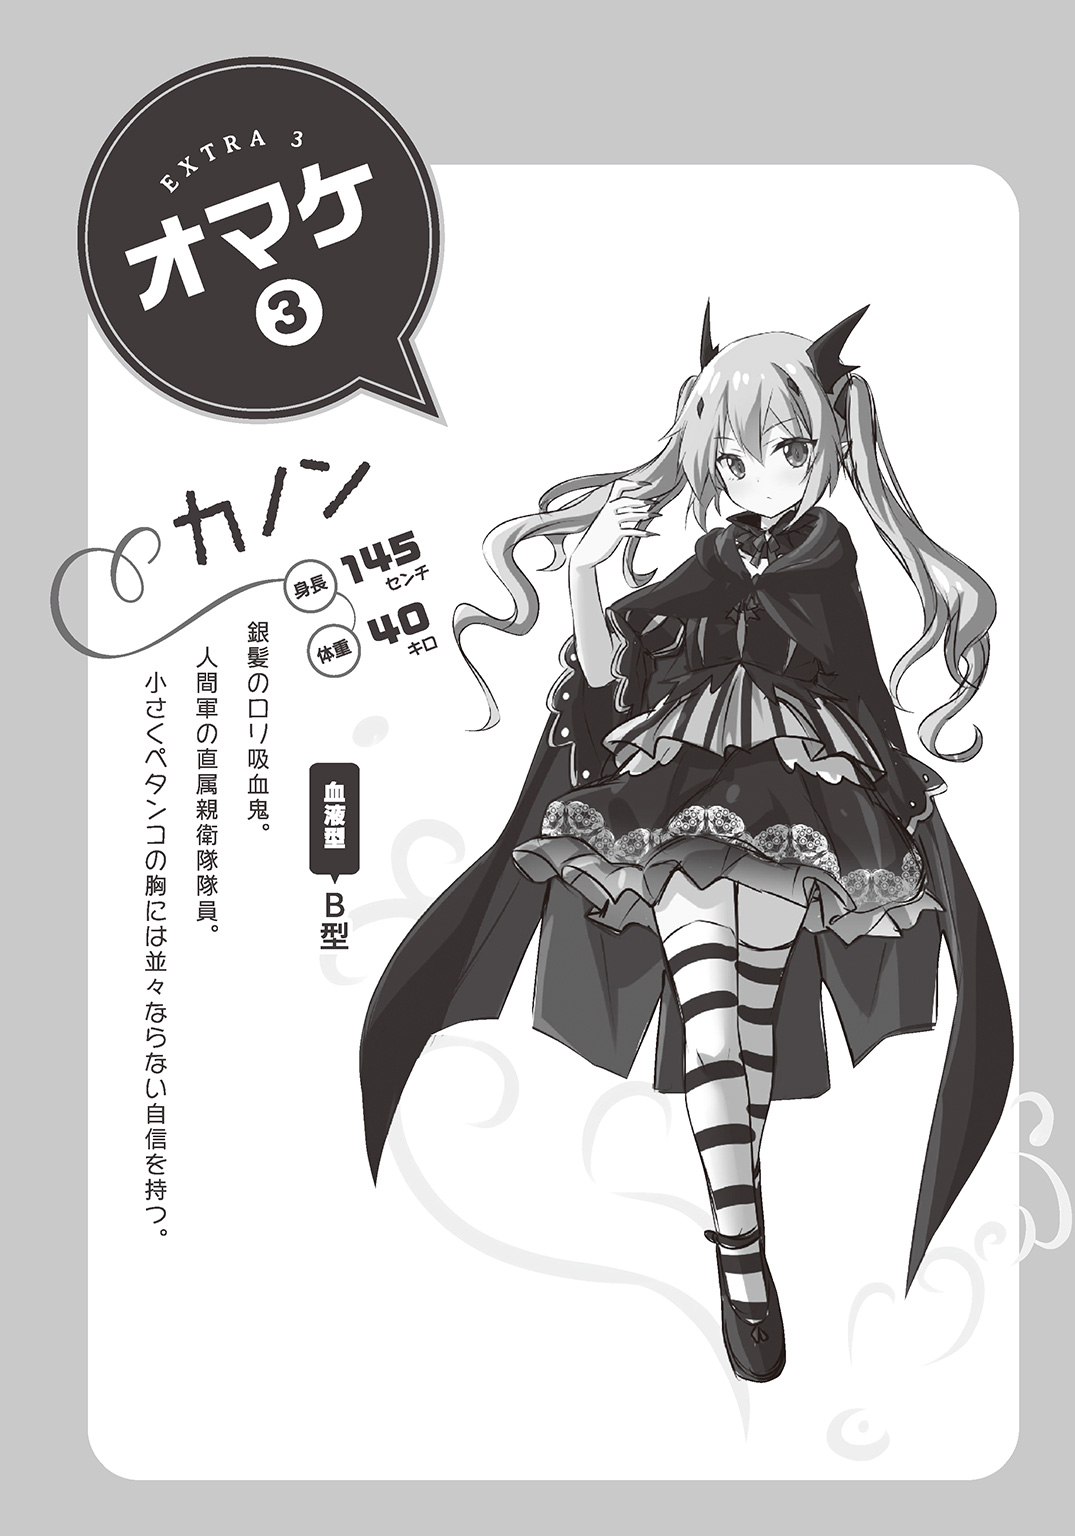 EXTRA 3
オマケ
3
カノン
身長
145
センチ
体重
40
キロ
血液型
B型
銀髪のロリ吸血鬼。
人間軍の直属親衛隊隊員。
小さくペタンコの胸には並々ならない自信を持つ。